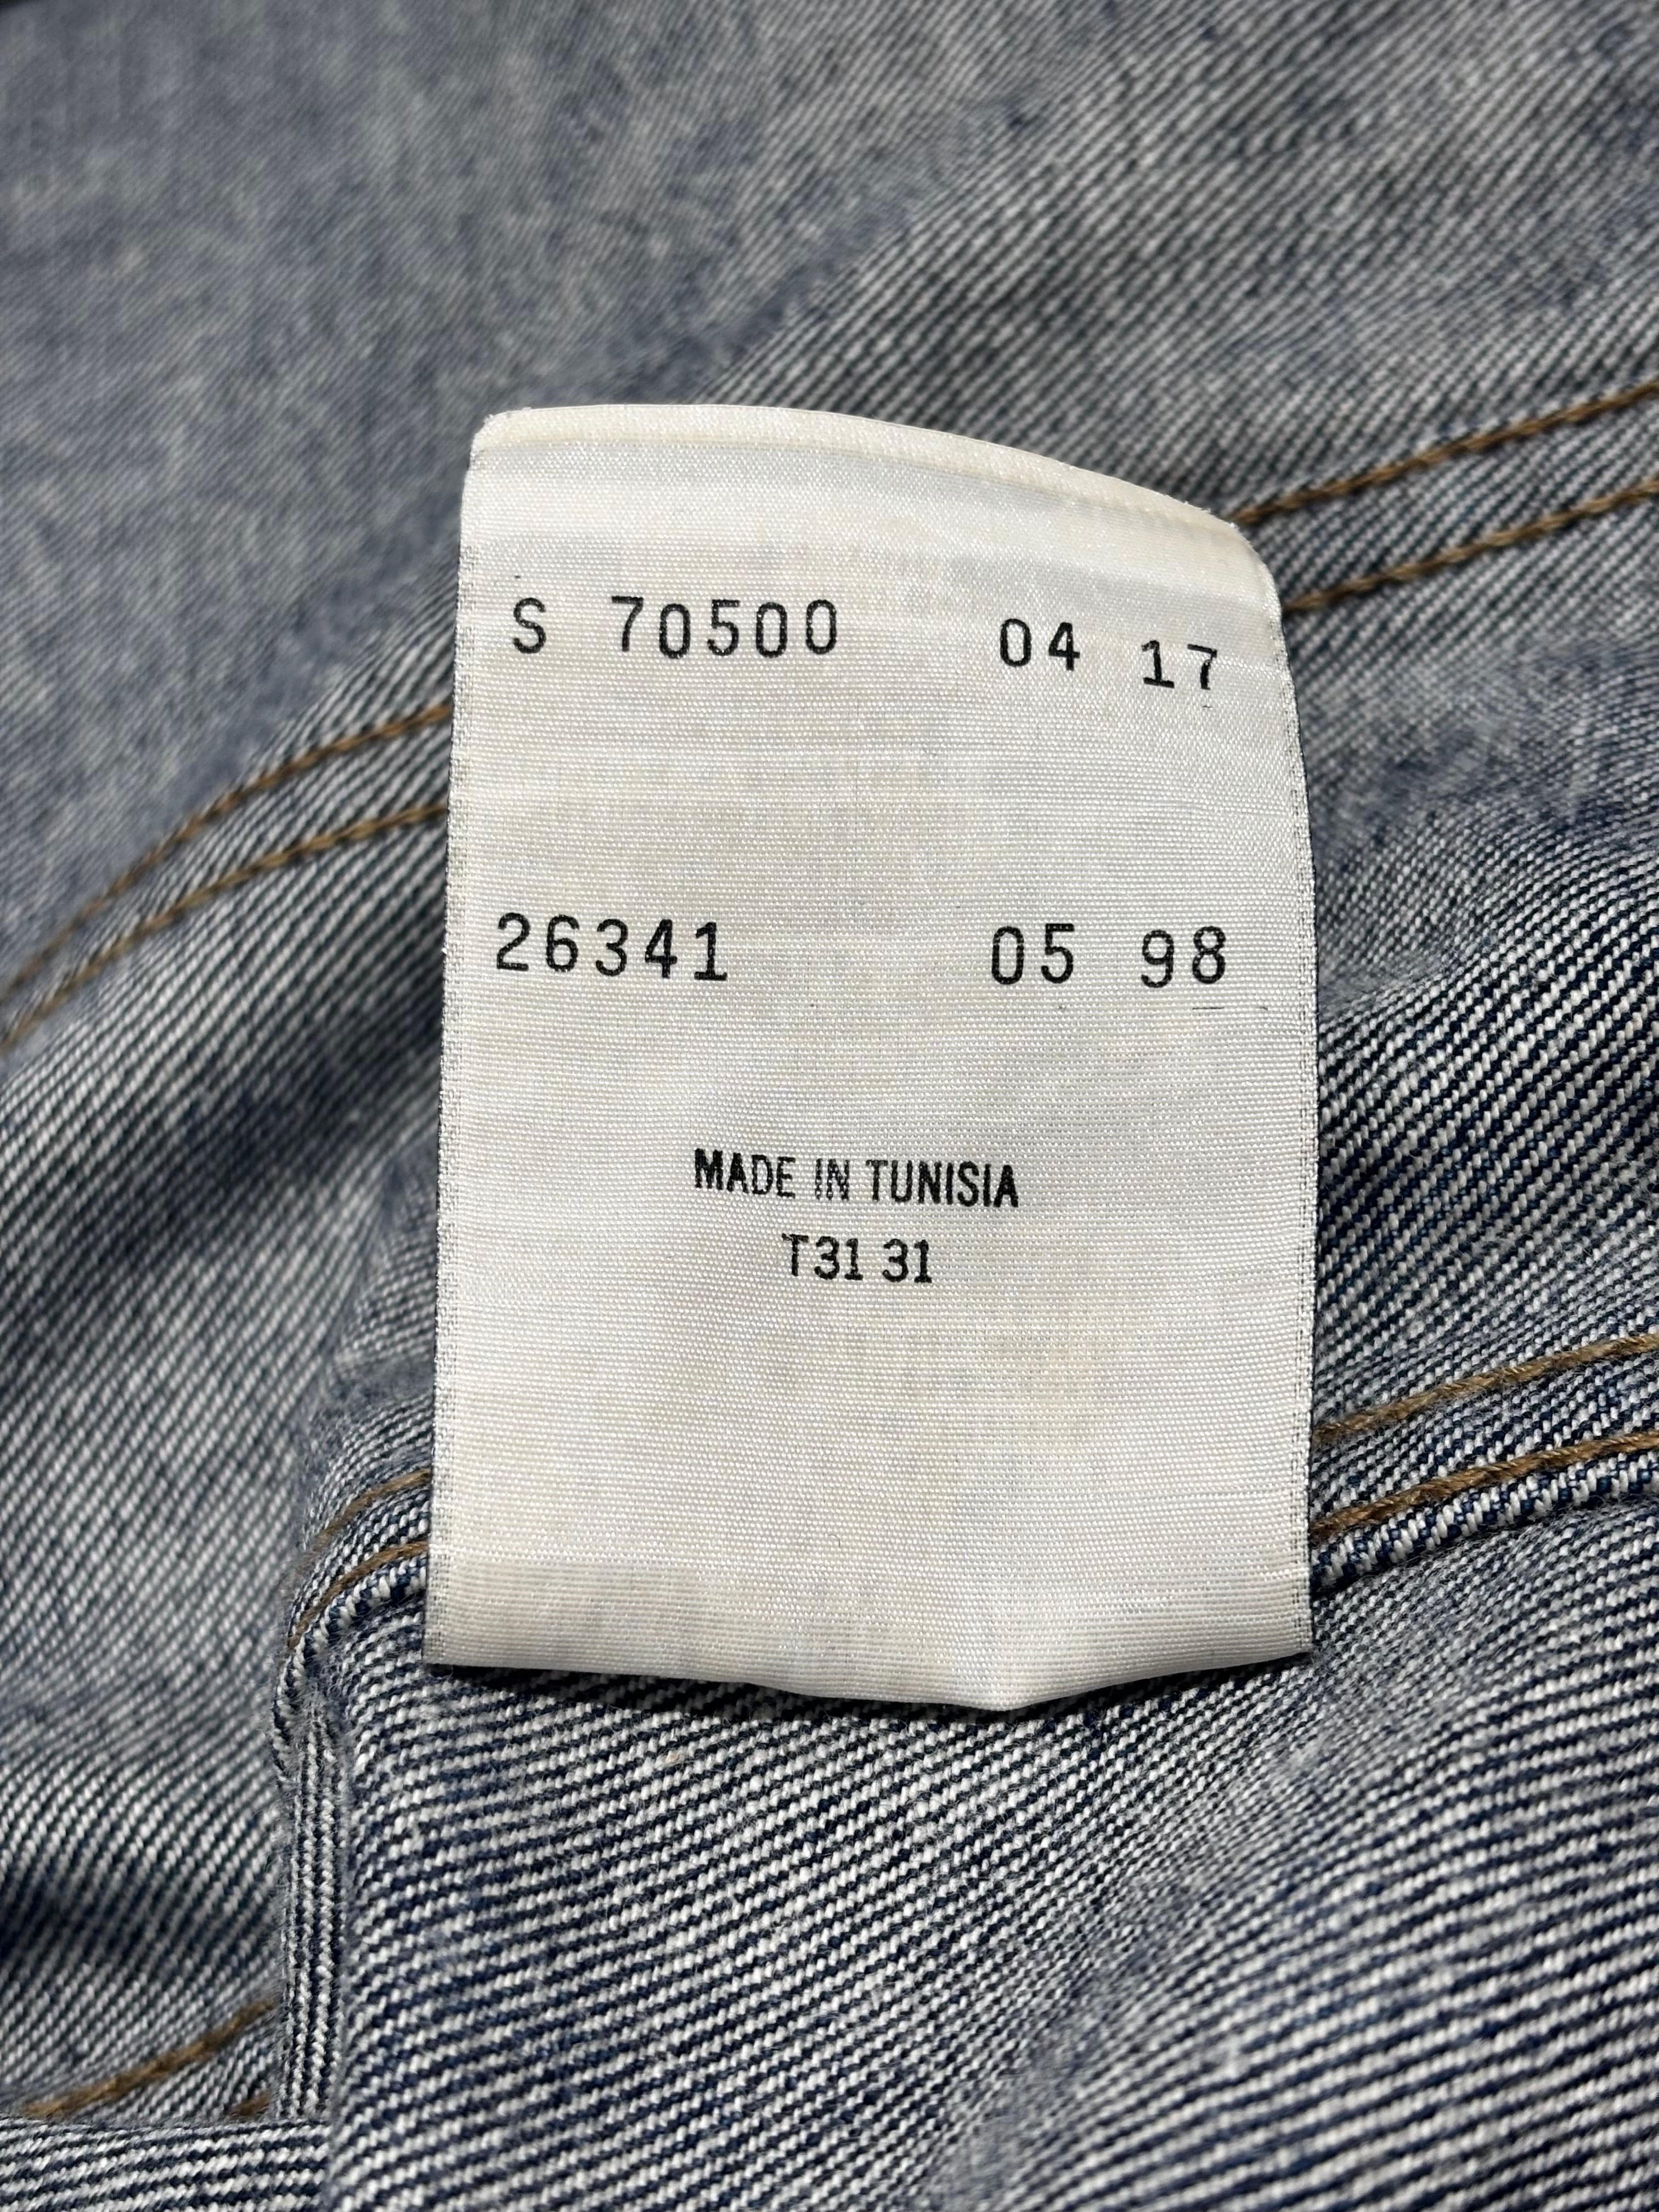 S 70500 04 17
26341 05 98
MADE IN TUNISIA
T31 31